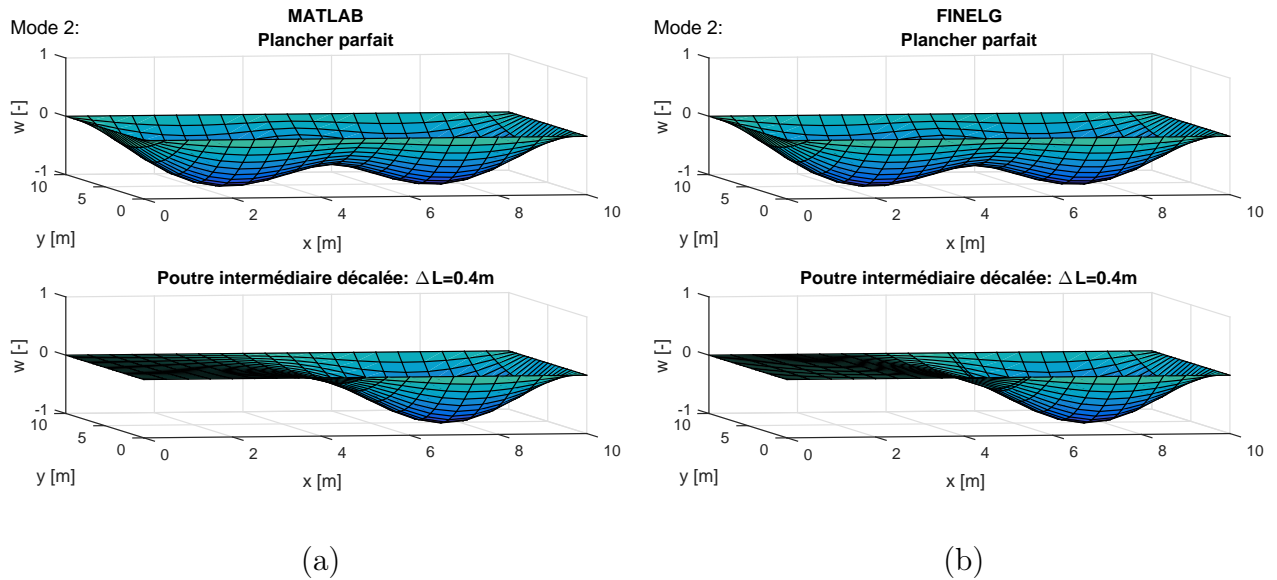 Mode 2:
MATLAB
Plancher parfait
1
0
-1
w [-]
10
5
0
y [m]
0
2
4
6
8
10
x [m]
Poutre intermédiaire décalée: Δ L=0.4m
1
0
-1
w [-]
10
5
0
y [m]
0
2
4
6
8
10
x [m]
(a)
Mode 2:
FINELG
Plancher parfait
1
0
-1
w [-]
10
5
0
y [m]
0
2
4
6
8
10
x [m]
Poutre intermédiaire décalée: Δ L=0.4m
1
0
-1
w [-]
10
5
0
y [m]
0
2
4
6
8
10
x [m]
(b)